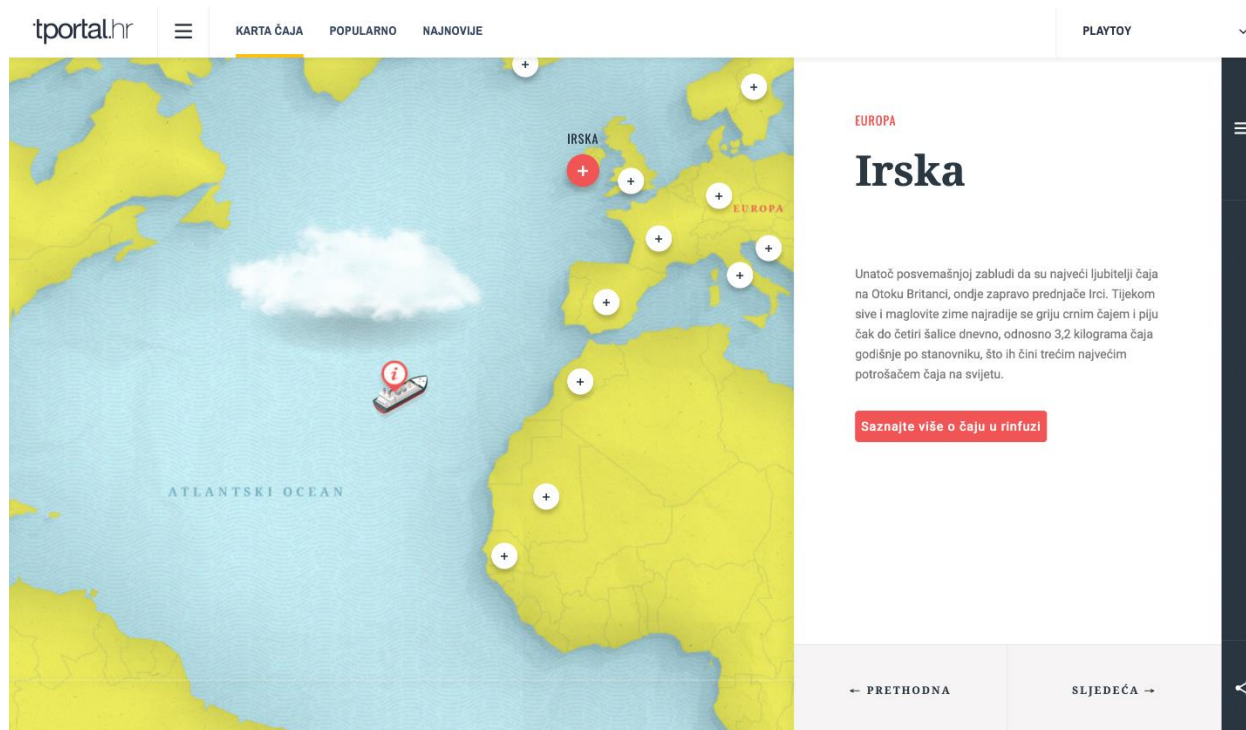 tportal.hr
KARTA ČAJA
POPULARNO
NAJNOVIJE
PLAYTOY
IRSKA
EUROPA
ATLANTSKI OCEAN
EUROPA
Irska
Unatoč posvemašnjoj zabludi da su najveći ljubitelji čaja
na Otoku Britanci, ondje zapravo prednjače Irci. Tijekom
sive i maglovite zime najradije se griju crnim čajem i piju
čak do četiri šalice dnevno, odnosno 3,2 kilograma čaja
godišnje po stanovniku, što ih čini trećim najvećim
potrošačem čaja na svijetu.
Saznajte više o čaju u rinfuzi
← PRETHODNA
SLJEDEĆA →